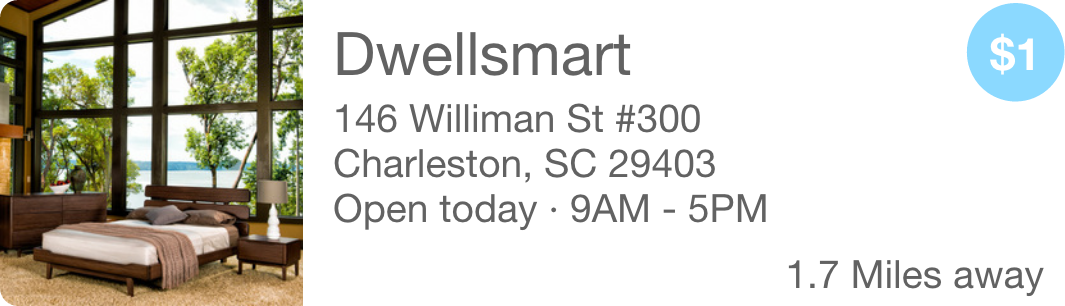 Dwellsmart
$1
146 Williman St #300
Charleston, SC 29403
Open today · 9AM - 5PM
1.7 Miles away